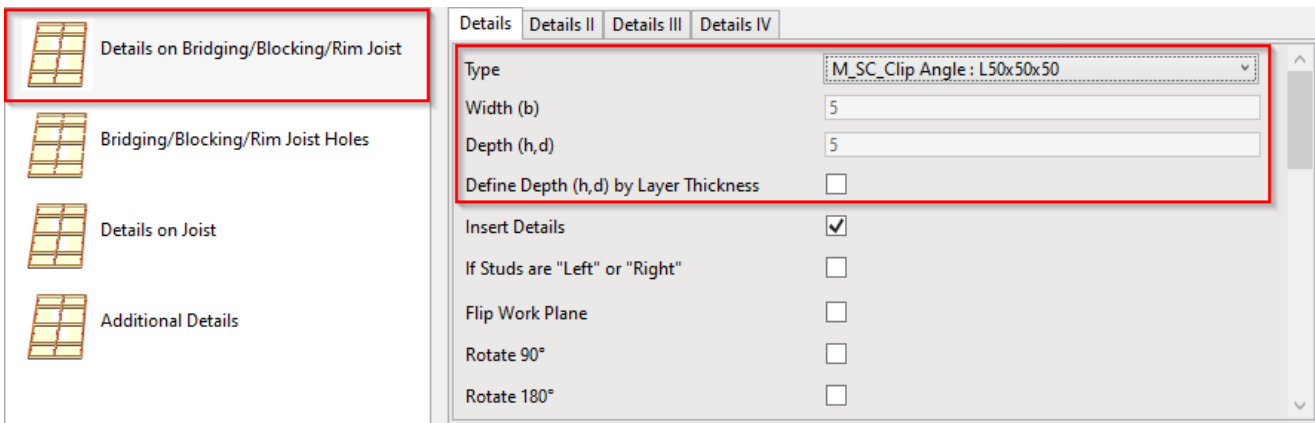 Details on Bridging/Blocking/Rim Joist
Bridging/Blocking/Rim Joist Holes
Details on Joist
Additional Details
Details Details II Details III Details IV
Type M_SC_Clip Angle : L50x50x50
Width (b) 5
Depth (h,d) 5
Define Depth (h,d) by Layer Thickness
Insert Details
If Studs are "Left" or "Right"
Flip Work Plane
Rotate 90°
Rotate 180°